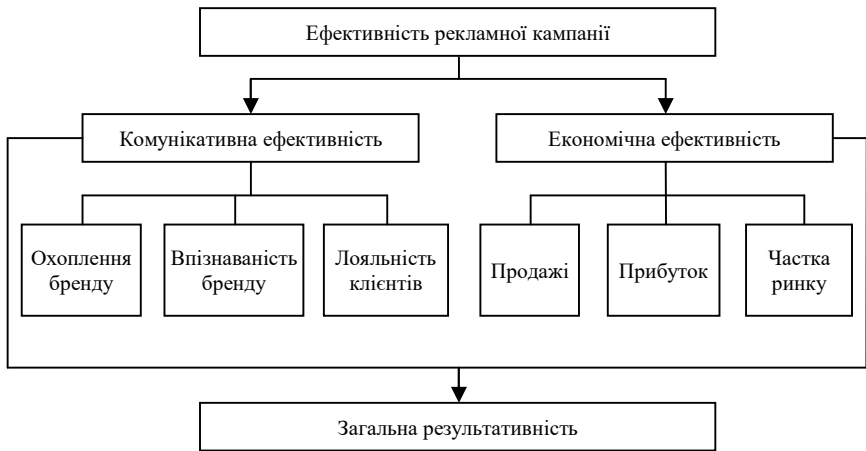 Ефективність рекламної кампанії
Комунікативна ефективність
Економічна ефективність
Охоплення
бренду
Впізнаваність
бренду
Лояльність
клієнтів
Продажі
Прибуток
Частка
ринку
Загальна результативність